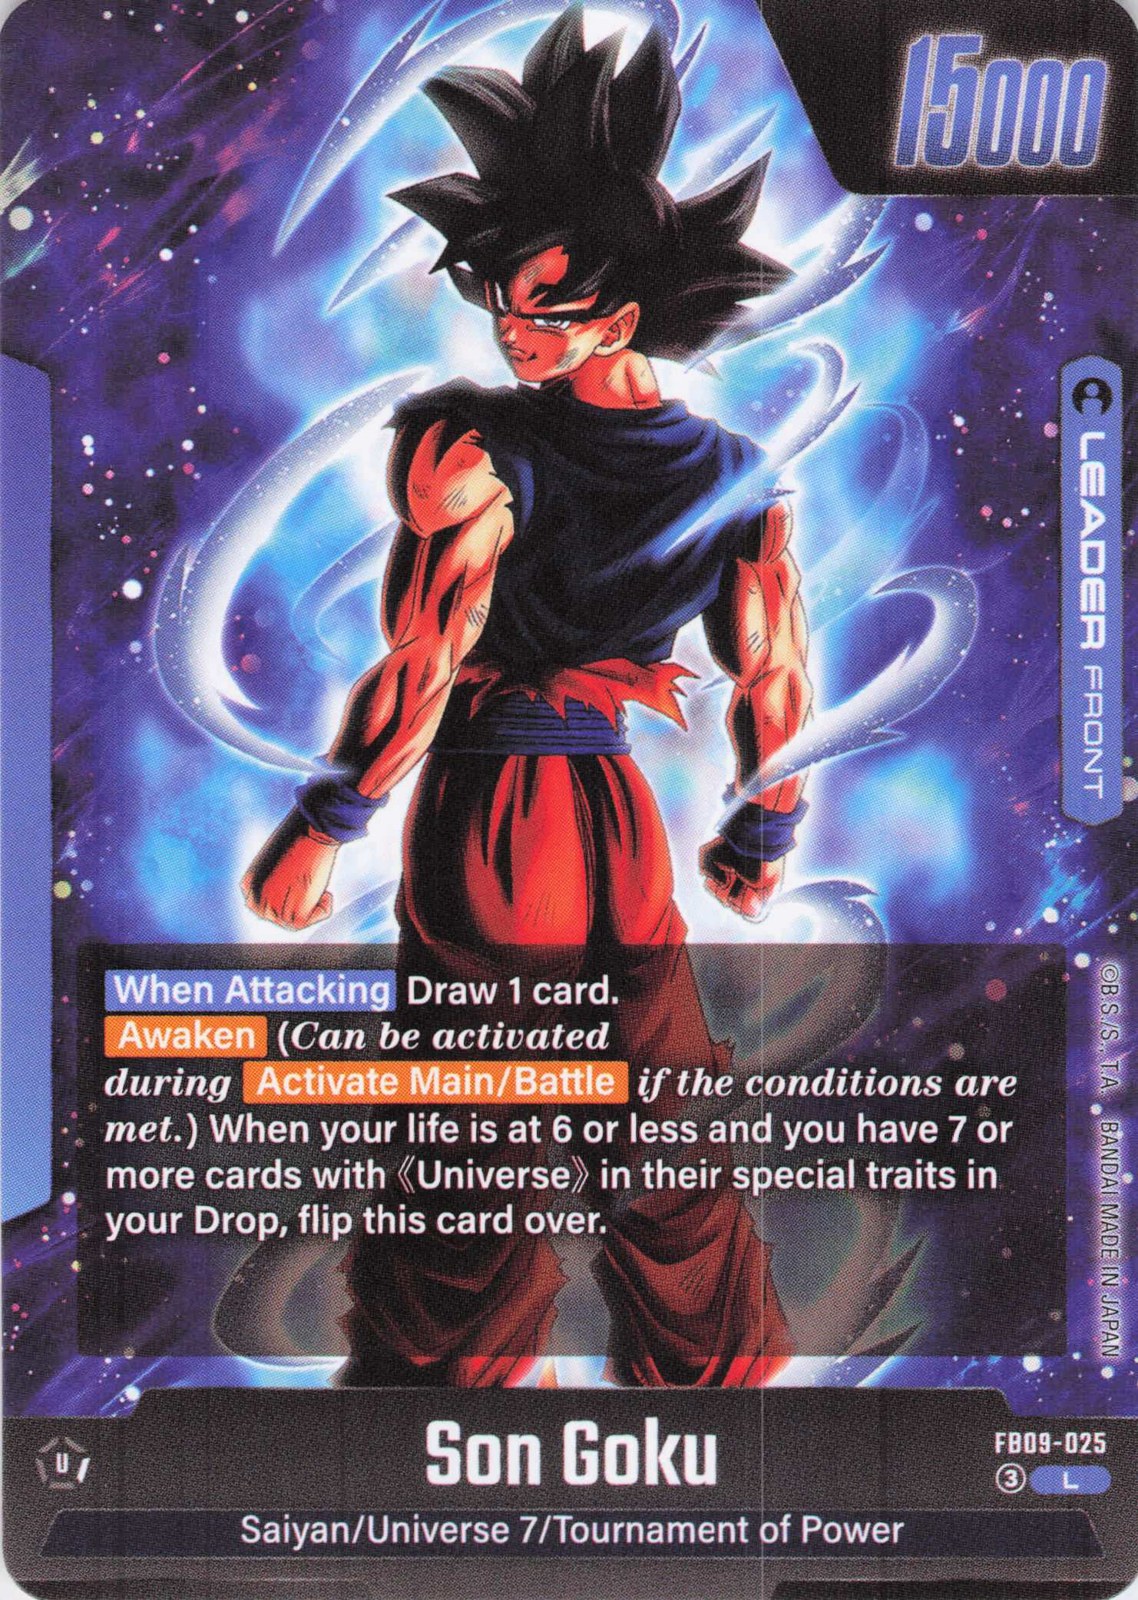 15000
LEADER FRONT
When Attacking Draw 1 card.
Awaken (Can be activated
during Activate Main/Battle if the conditions are
met.) When your life is at 6 or less and you have 7 or
more cards with 《Universe》 in their special traits in
your Drop, flip this card over.
©B.S./S., T.A. BANDAI MADE IN JAPAN
U
Son Goku
FB09-025
③ L
Saiyan/Universe 7/Tournament of Power